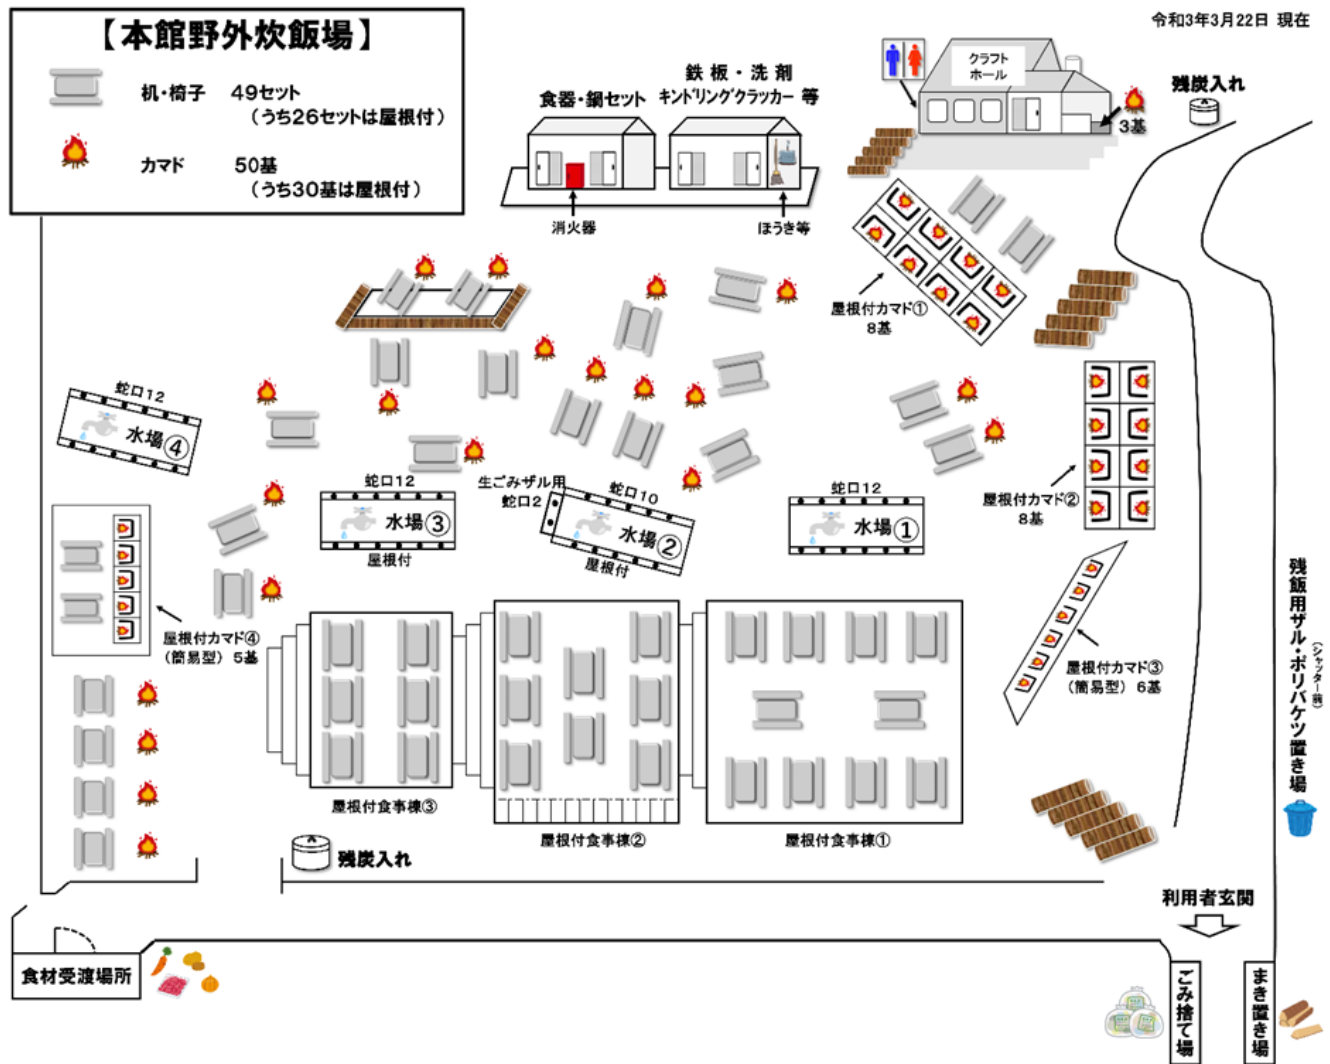 令和3年3月22日 現在
【本館野外炊飯場】
机・椅子 49セット
(うち26セットは屋根付)
カマド 50基
(うち30基は屋根付)
食器・鍋セット
鉄板・洗剤
キンドリングクラッカー 等
消火器
ほうき等
クラフト
ホール
3基
残炭入れ
屋根付カマド①
8基
蛇口12
水場④
蛇口12
水場③
屋根付
生ごみザル用
蛇口2
蛇口10
水場②
屋根付
蛇口12
水場①
屋根付カマド②
8基
屋根付カマド④
(簡易型) 5基
屋根付カマド③
(簡易型) 6基
残飯用ザル・ポリバケツ置き場
(シャッター前)
屋根付食事棟③
屋根付食事棟②
屋根付食事棟①
残炭入れ
利用者玄関
食材受渡場所
ごみ捨て場
まき置き場